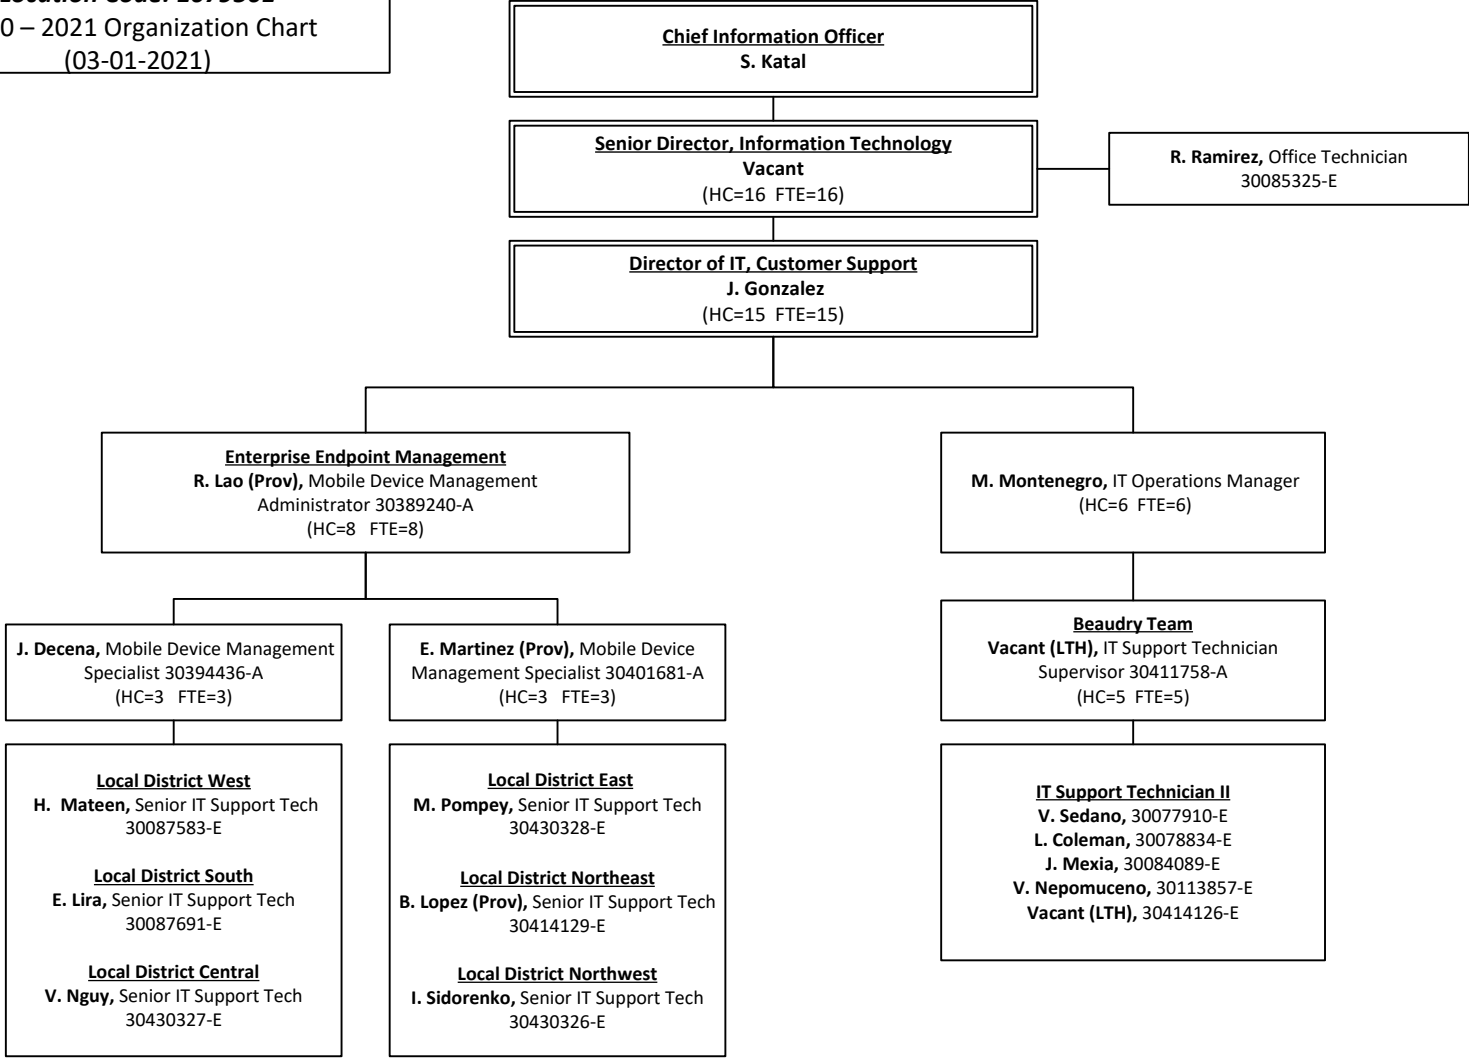 0 – 2021 Organization Chart
(03-01-2021)
Chief Information Officer
S. Katal
Senior Director, Information Technology
Vacant
(HC=16 FTE=16)
R. Ramirez, Office Technician
30085325-E
Director of IT, Customer Support
J. Gonzalez
(HC=15 FTE=15)
Enterprise Endpoint Management
R. Lao (Prov), Mobile Device Management
Administrator 30389240-A
(HC=8 FTE=8)
M. Montenegro, IT Operations Manager
(HC=6 FTE=6)
J. Decena, Mobile Device Management
Specialist 30394436-A
(HC=3 FTE=3)
E. Martinez (Prov), Mobile Device
Management Specialist 30401681-A
(HC=3 FTE=3)
Beaudry Team
Vacant (LTH), IT Support Technician
Supervisor 30411758-A
(HC=5 FTE=5)
Local District West
H. Mateen, Senior IT Support Tech
30087583-E
Local District South
E. Lira, Senior IT Support Tech
30087691-E
Local District Central
V. Nguy, Senior IT Support Tech
30430327-E
Local District East
M. Pompey, Senior IT Support Tech
30430328-E
Local District Northeast
B. Lopez (Prov), Senior IT Support Tech
30414129-E
Local District Northwest
I. Sidorenko, Senior IT Support Tech
30430326-E
IT Support Technician II
V. Sedano, 30077910-E
L. Coleman, 30078834-E
J. Mexia, 30084089-E
V. Nepomuceno, 30113857-E
Vacant (LTH), 30414126-E